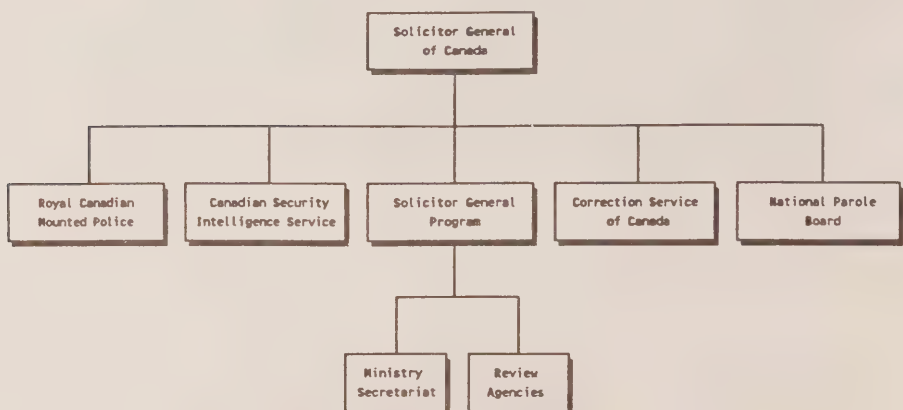 Solicitor General
of Canada
Royal Canadian
Mounted Police
Canadian Security
Intelligence Service
Solicitor General
Program
Correction Service
of Canada
National Parole
Board
Ministry
Secretariat
Review
Agencies